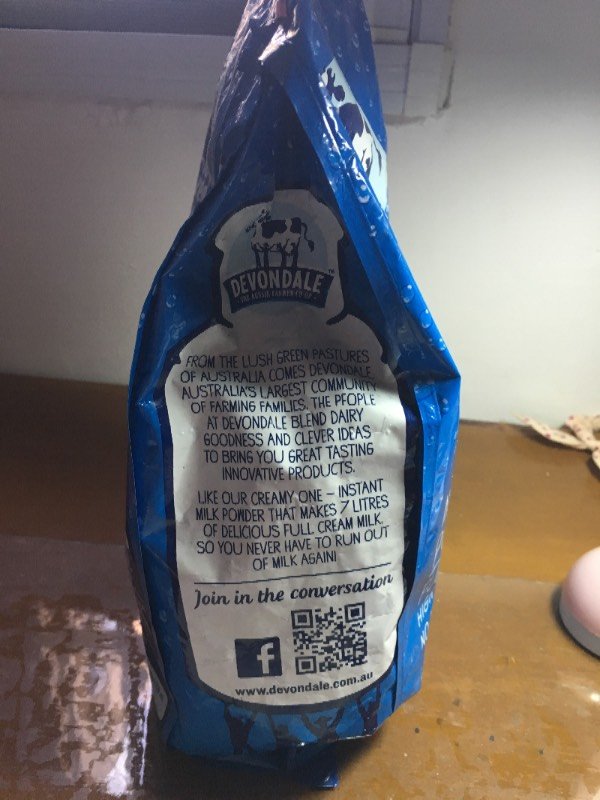 DEVONDALE™
THE AUSSIE FARMER CO-OP
FROM THE LUSH GREEN PASTURES
OF AUSTRALIA COMES DEVONDALE,
AUSTRALIA'S LARGEST COMMUNITY
OF FARMING FAMILIES. THE PEOPLE
AT DEVONDALE BLEND DAIRY
GOODNESS AND CLEVER IDEAS
TO BRING YOU GREAT TASTING
INNOVATIVE PRODUCTS.
LIKE OUR CREAMY ONE – INSTANT
MILK POWDER THAT MAKES 7 LITRES
OF DELICIOUS FULL CREAM MILK.
SO YOU NEVER HAVE TO RUN OUT
OF MILK AGAIN!
Join in the conversation
f
www.devondale.com.au